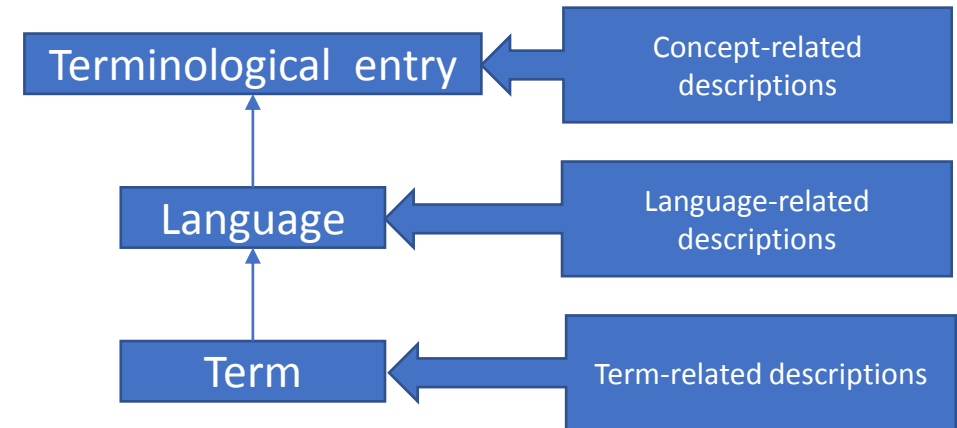 Terminological entry
Concept-related
descriptions
Language
Language-related
descriptions
Term
Term-related descriptions